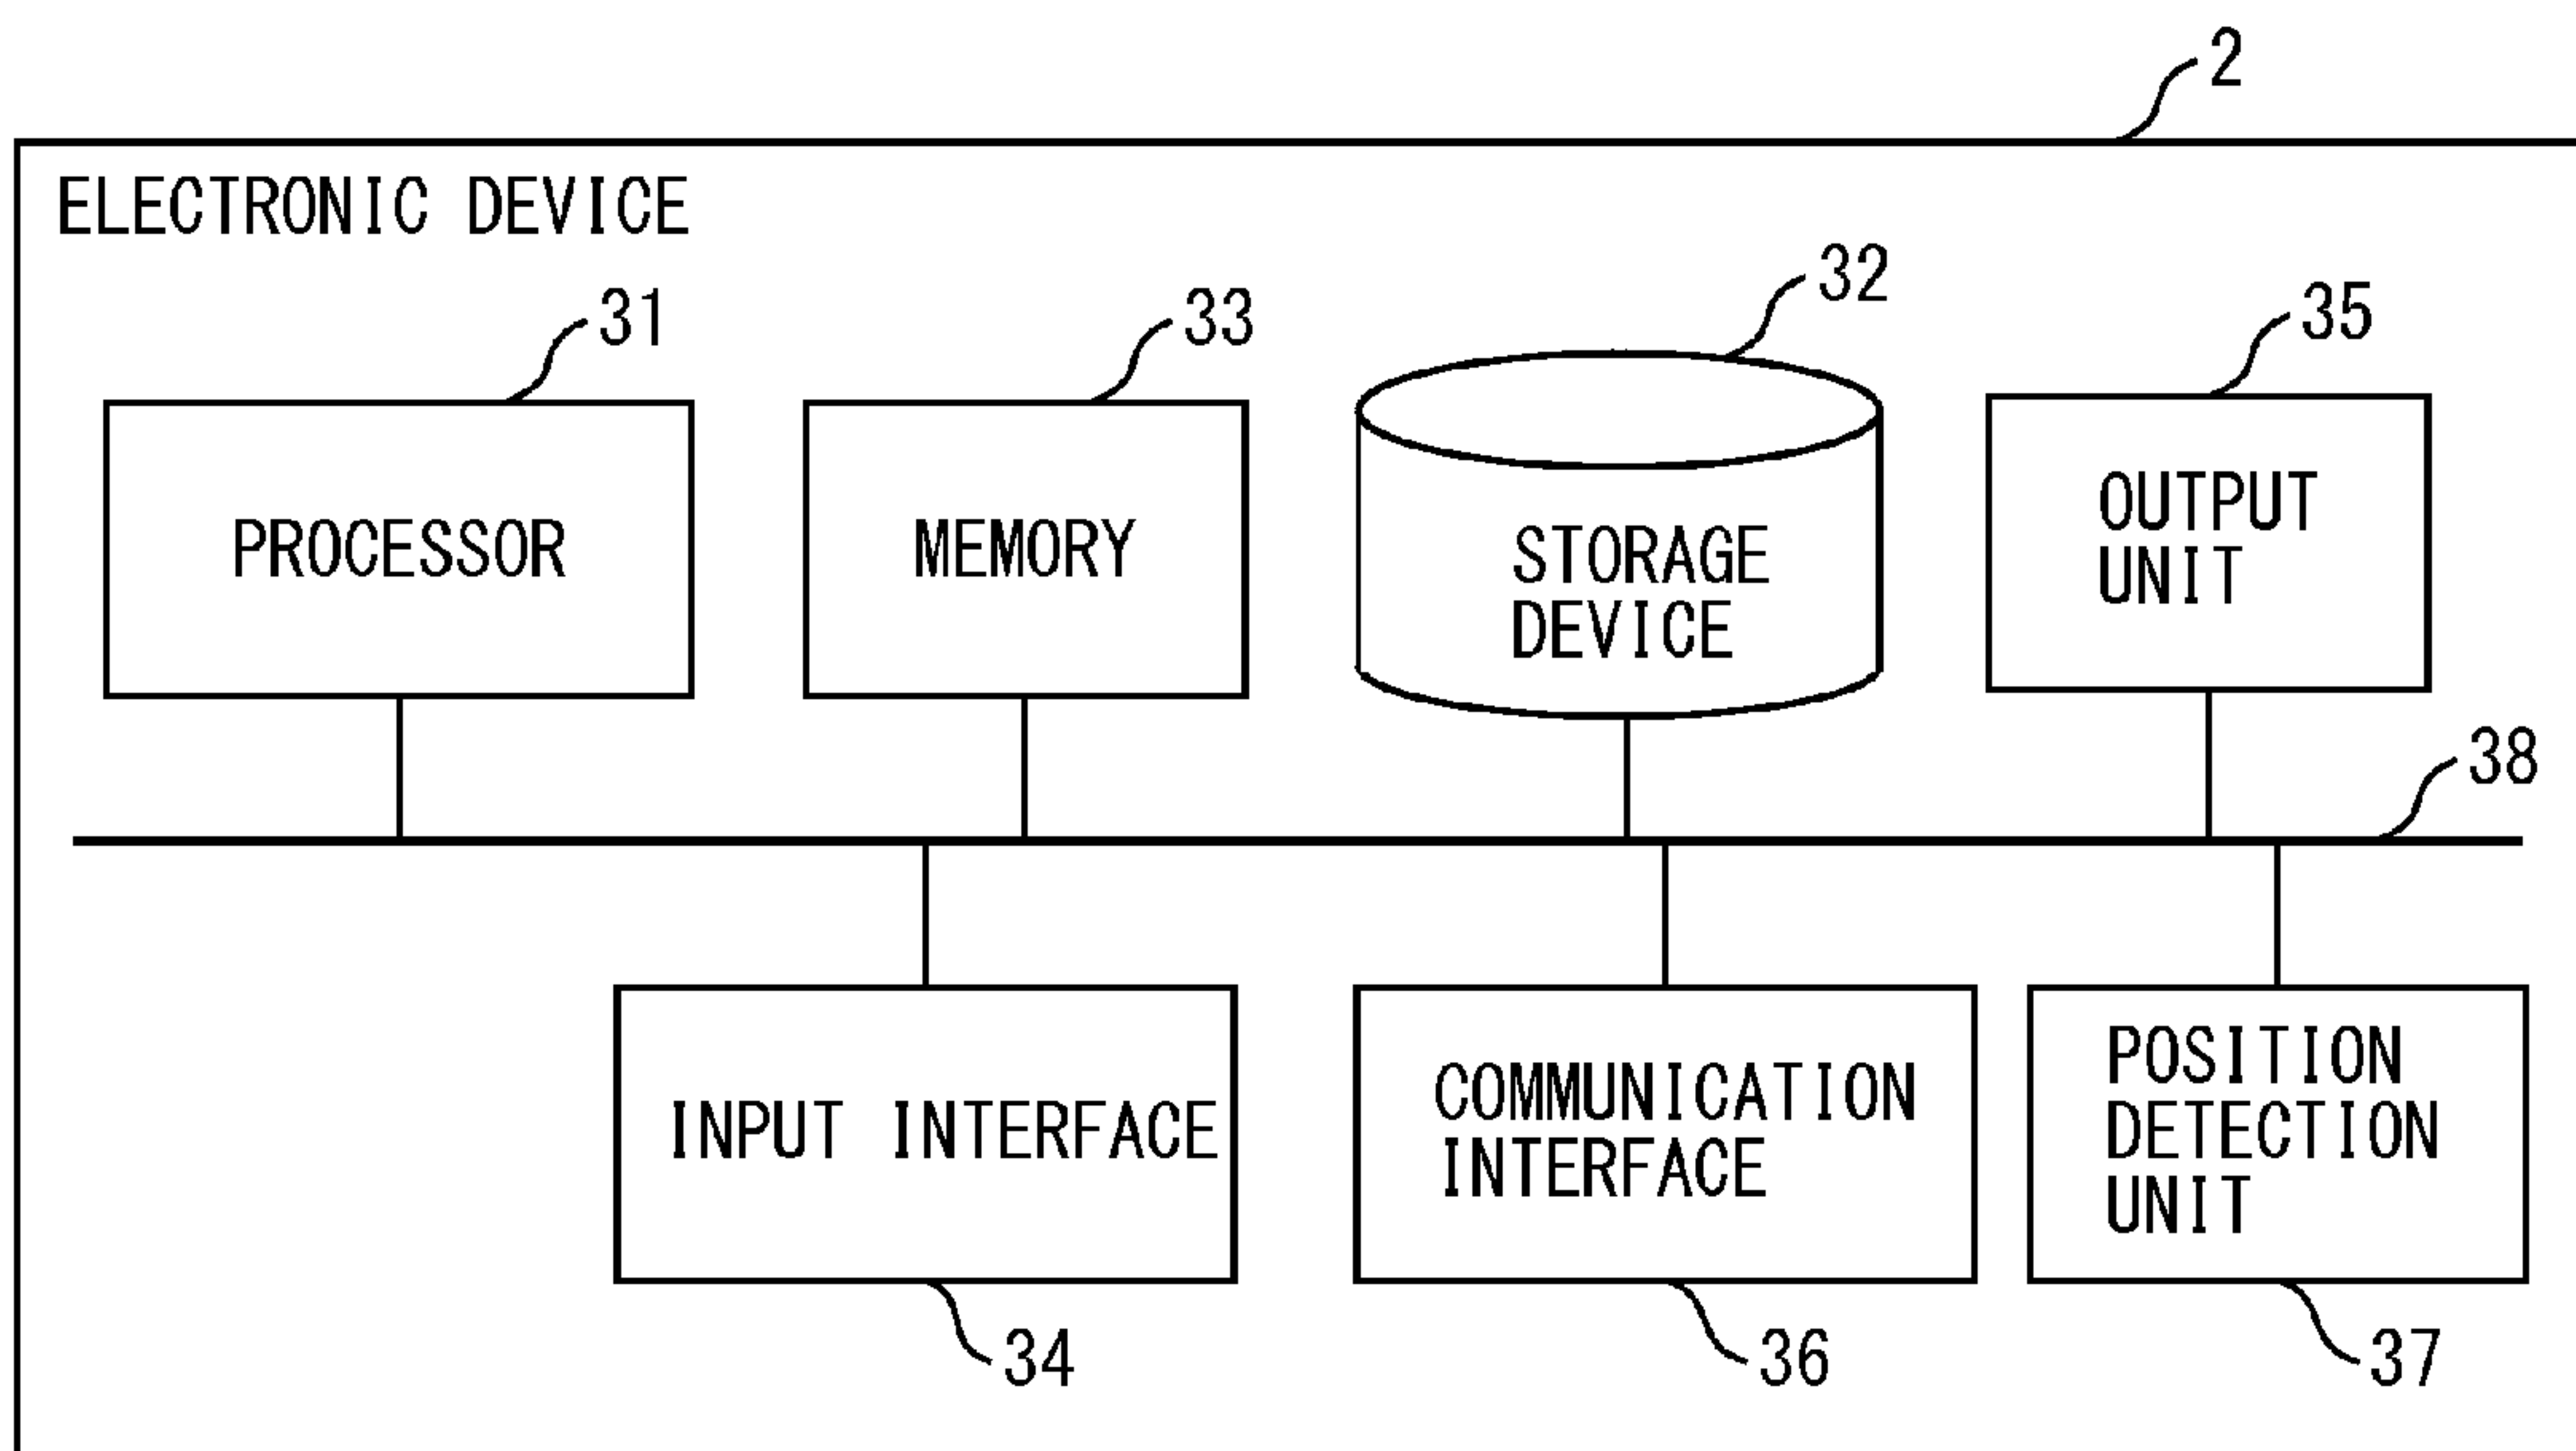 2
ELECTRONIC DEVICE
31
33
32
35
PROCESSOR
MEMORY
STORAGE
DEVICE
OUTPUT
UNIT
38
INPUT INTERFACE
COMMUNICATION
INTERFACE
POSITION
DETECTION
UNIT
34
36
37